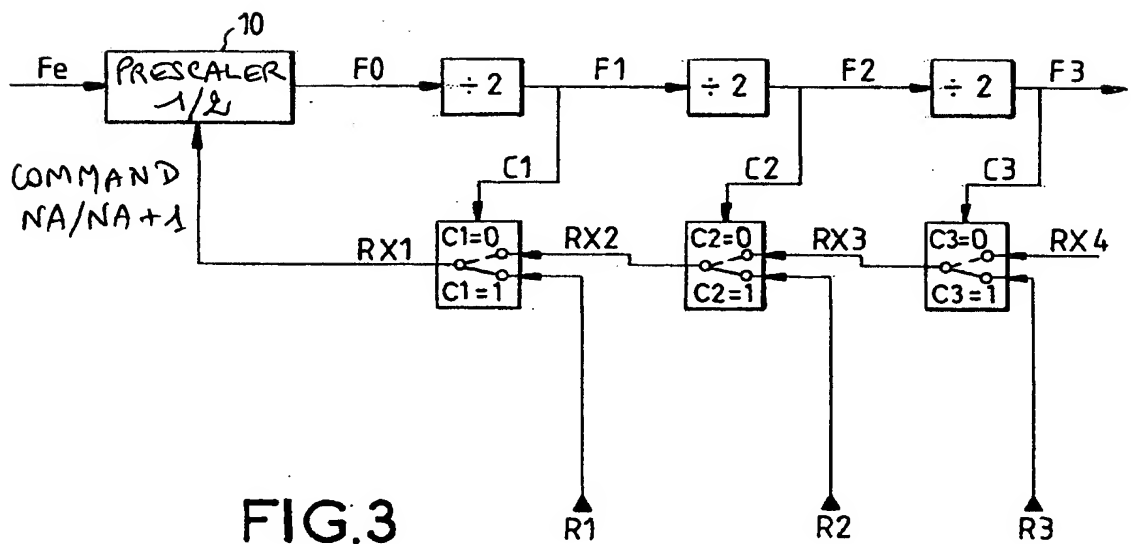 10
Fe
PRESCALER
1/2
F0
÷ 2
F1
÷ 2
F2
÷ 2
F3
COMMAND
NA/NA+1
C1
C2
C3
RX1
C1=0
C1=1
RX2
C2=0
C2=1
RX3
C3=0
C3=1
RX4
FIG.3
R1
R2
R3